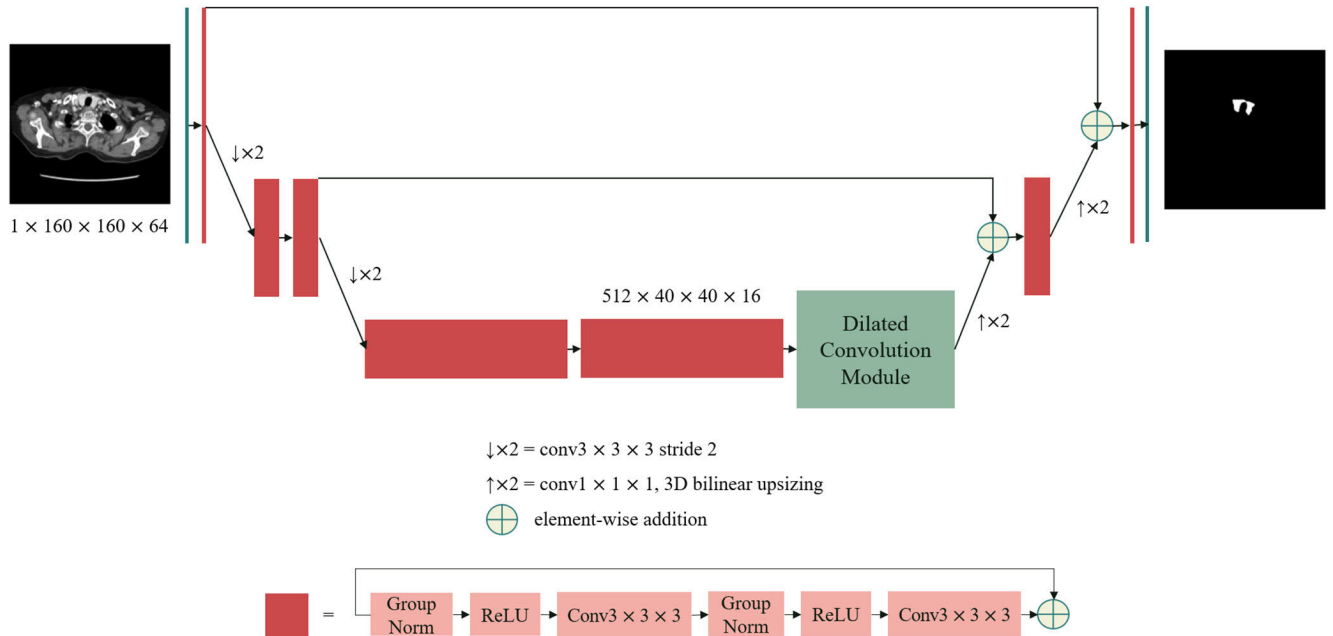 ↓×2
1 × 160 × 160 × 64
↑×2
↓×2
512 × 40 × 40 × 16
↑×2
Dilated
Convolution
Module
↓×2 = conv3 × 3 × 3 stride 2
↑×2 = conv1 × 1 × 1, 3D bilinear upsizing
element-wise addition
=
Group
Norm
ReLU
Conv3 × 3 × 3
Group
Norm
ReLU
Conv3 × 3 × 3